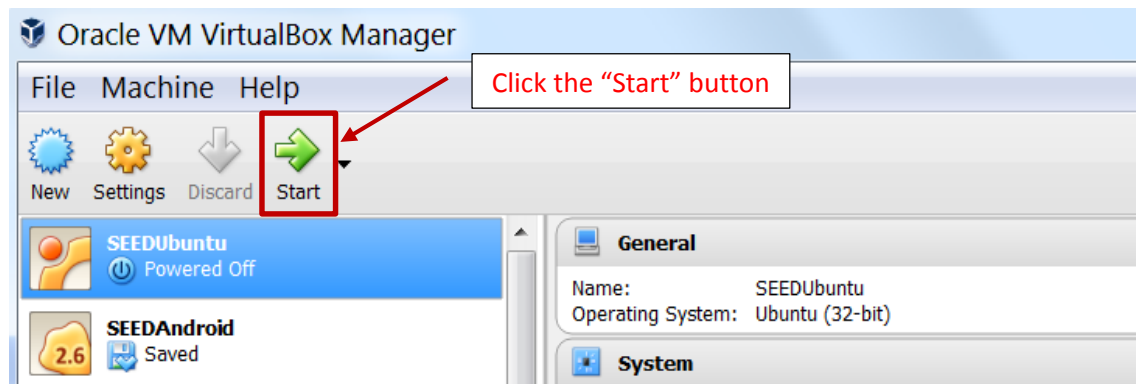 Oracle VM VirtualBox Manager
Click the “Start” button
File Machine Help
New Settings Discard Start
SEEDUbuntu
Powered Off
SEEDAndroid
2.6
Saved
General
Name: SEEDUbuntu
Operating System: Ubuntu (32-bit)
System